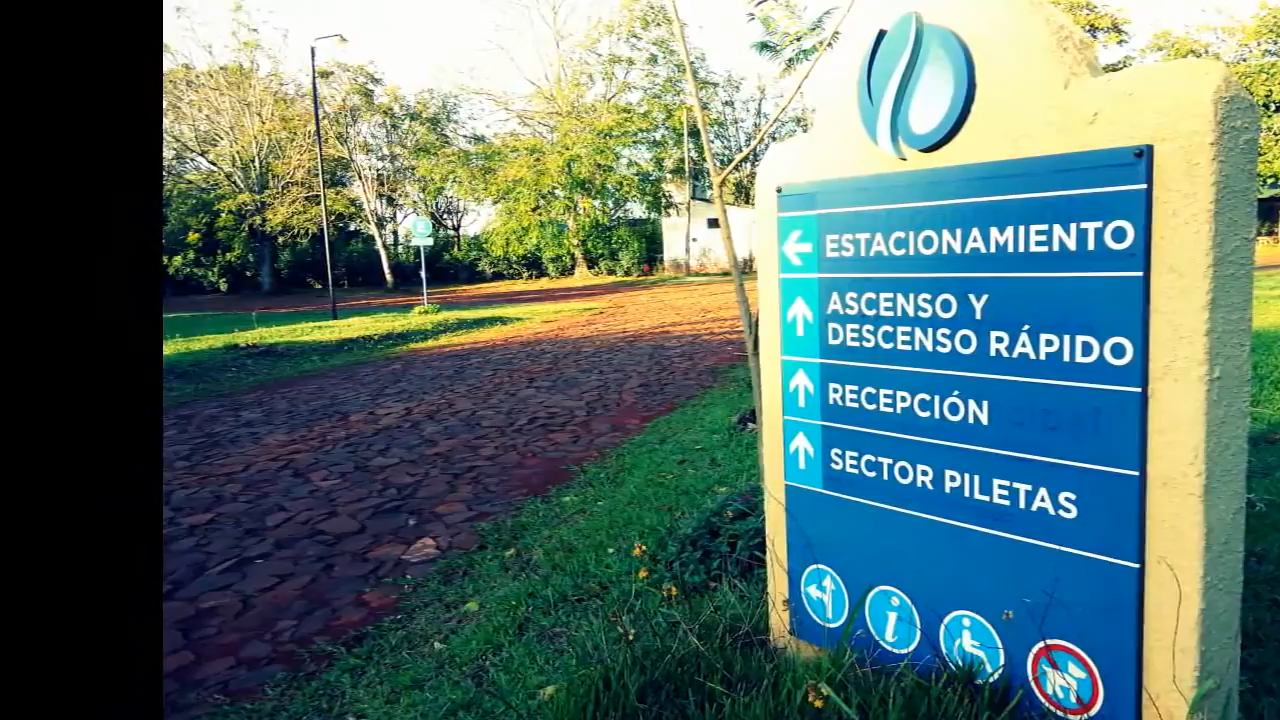 ESTACIONAMIENTO
ASCENSO Y
DESCENSO RÁPIDO
RECEPCIÓN
SECTOR PILETAS
i